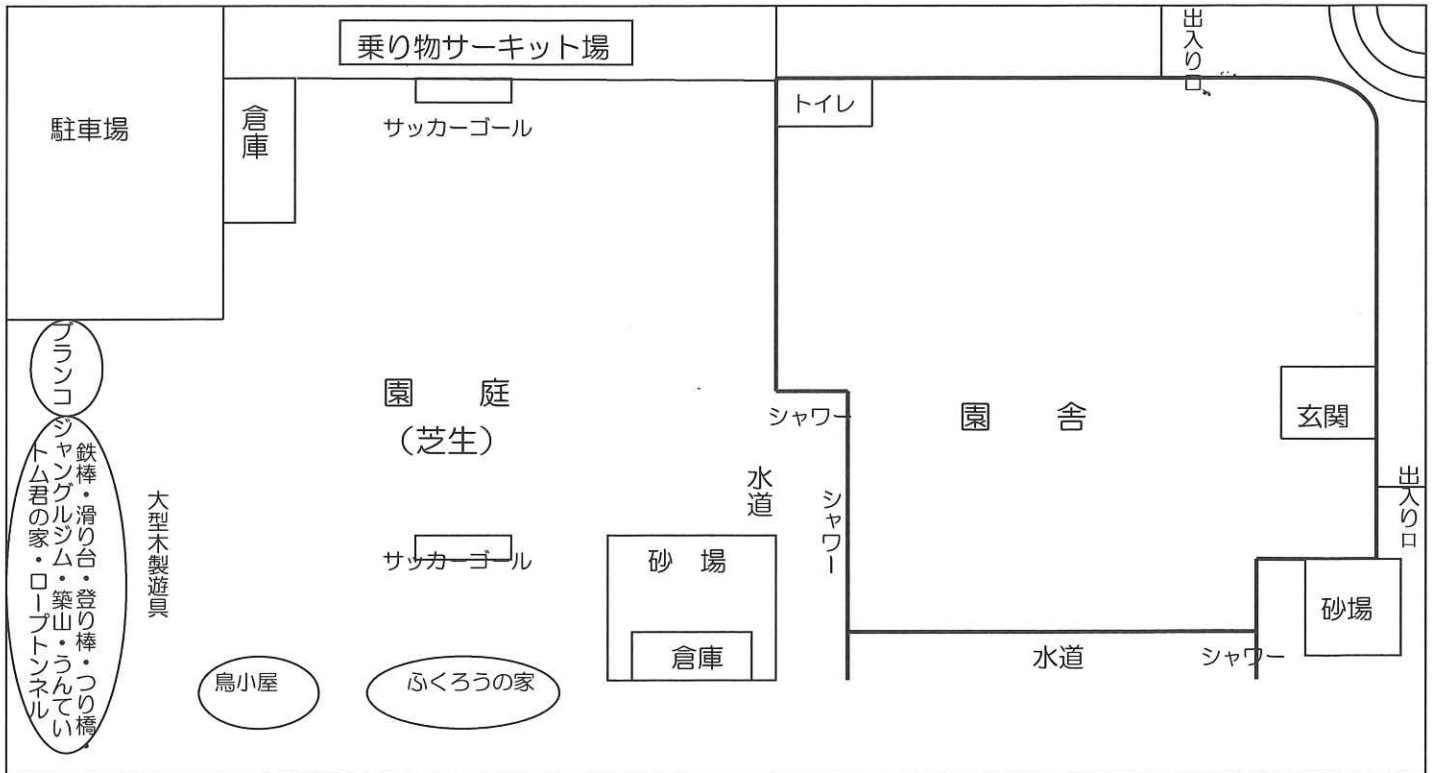 乗り物サーキット場
出入り口
駐車場
倉庫
サッカーゴール
トイレ
ブランコ
園 庭
(芝生)
シャワー
園 舎
玄関
鉄棒・滑り台・登り棒・つり橋・
ジャングルジム・築山・うんてい
トム君の家・ロープトンネル
大型木製遊具
水道
シャワー
出入り口
サッカーゴール
砂 場
倉庫
砂場
水道
シャワー
鳥小屋
ふくろうの家